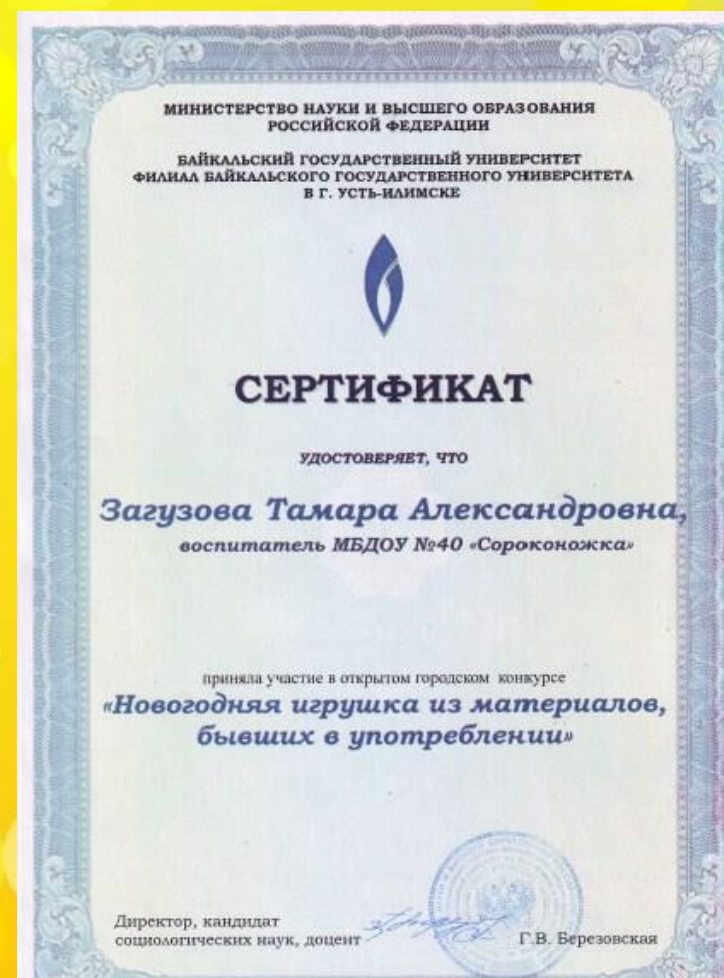 МИНИСТЕРСТВО НАУКИ И ВЫСШЕГО ОБРАЗОВАНИЯ
РОССИЙСКОЙ ФЕДЕРАЦИИ
БАЙКАЛЬСКИЙ ГОСУДАРСТВЕННЫЙ УНИВЕРСИТЕТ
ФИЛИАЛ БАЙКАЛЬСКОГО ГОСУДАРСТВЕННОГО УНИВЕРСИТЕТА
В Г. УСТЬ-ИЛИМСКЕ
СЕРТИФИКАТ
УДОСТОВЕРЯЕТ, ЧТО
Загузова Тамара Александровна,
воспитатель МБДОУ №40 «Сороконожка»
приняла участие в открытом городском конкурсе
«Новогодняя игрушка из материалов,
бывших в употреблении»
Директор, кандидат
социологических наук, доцент
Г.В. Березовская